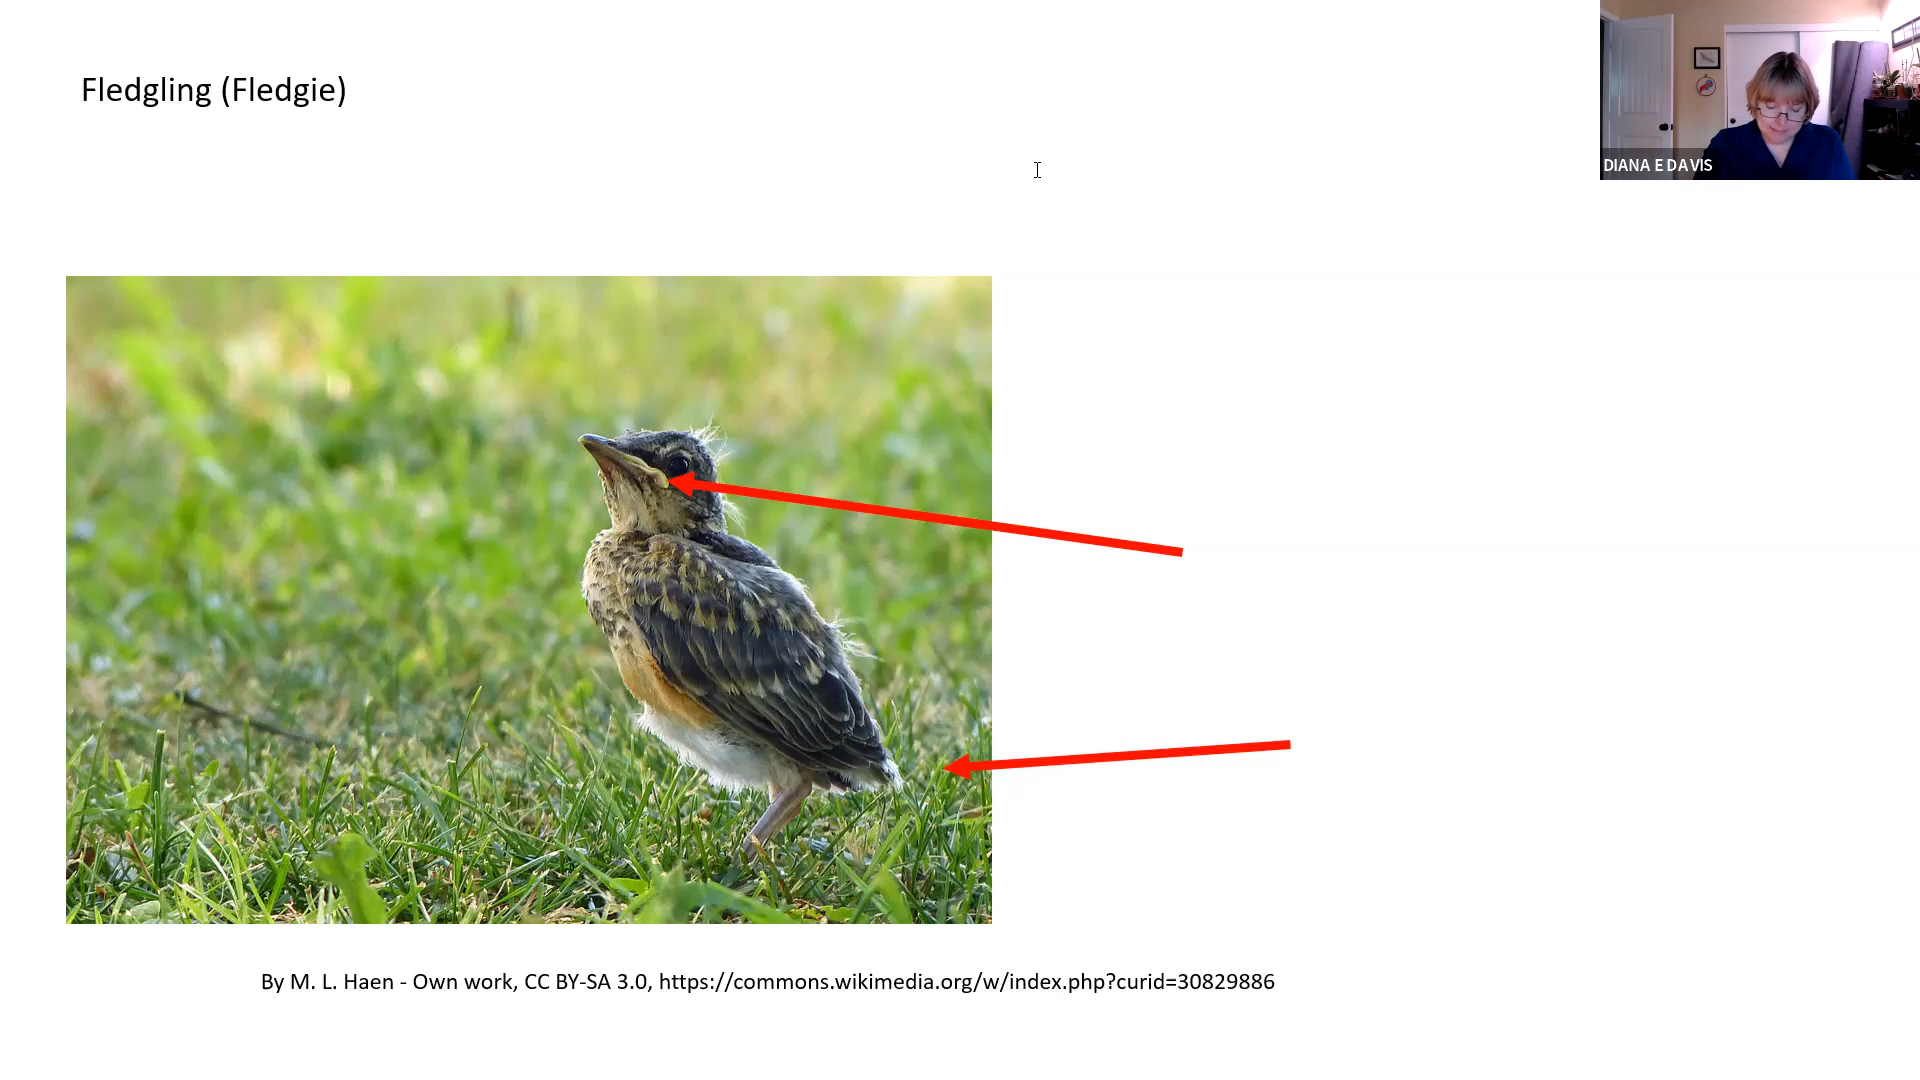 Fledgling (Fledgie)
DIANA E DAVIS
By M. L. Haen - Own work, CC BY-SA 3.0, https://commons.wikimedia.org/w/index.php?curid=30829886